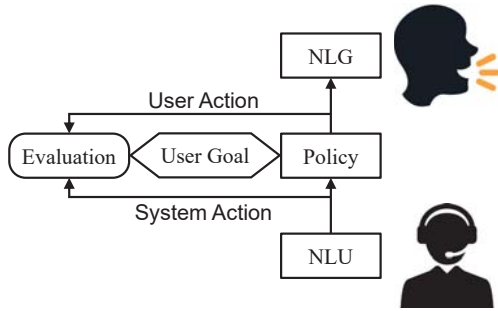 NLG
User Action
Evaluation
User Goal
Policy
System Action
NLU